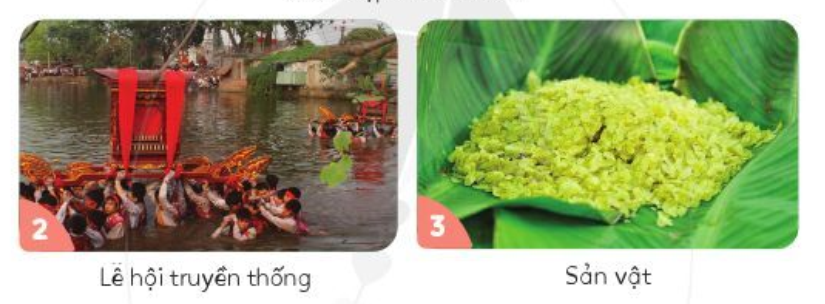 2
3
Lễ hội truyền thống
Sản vật